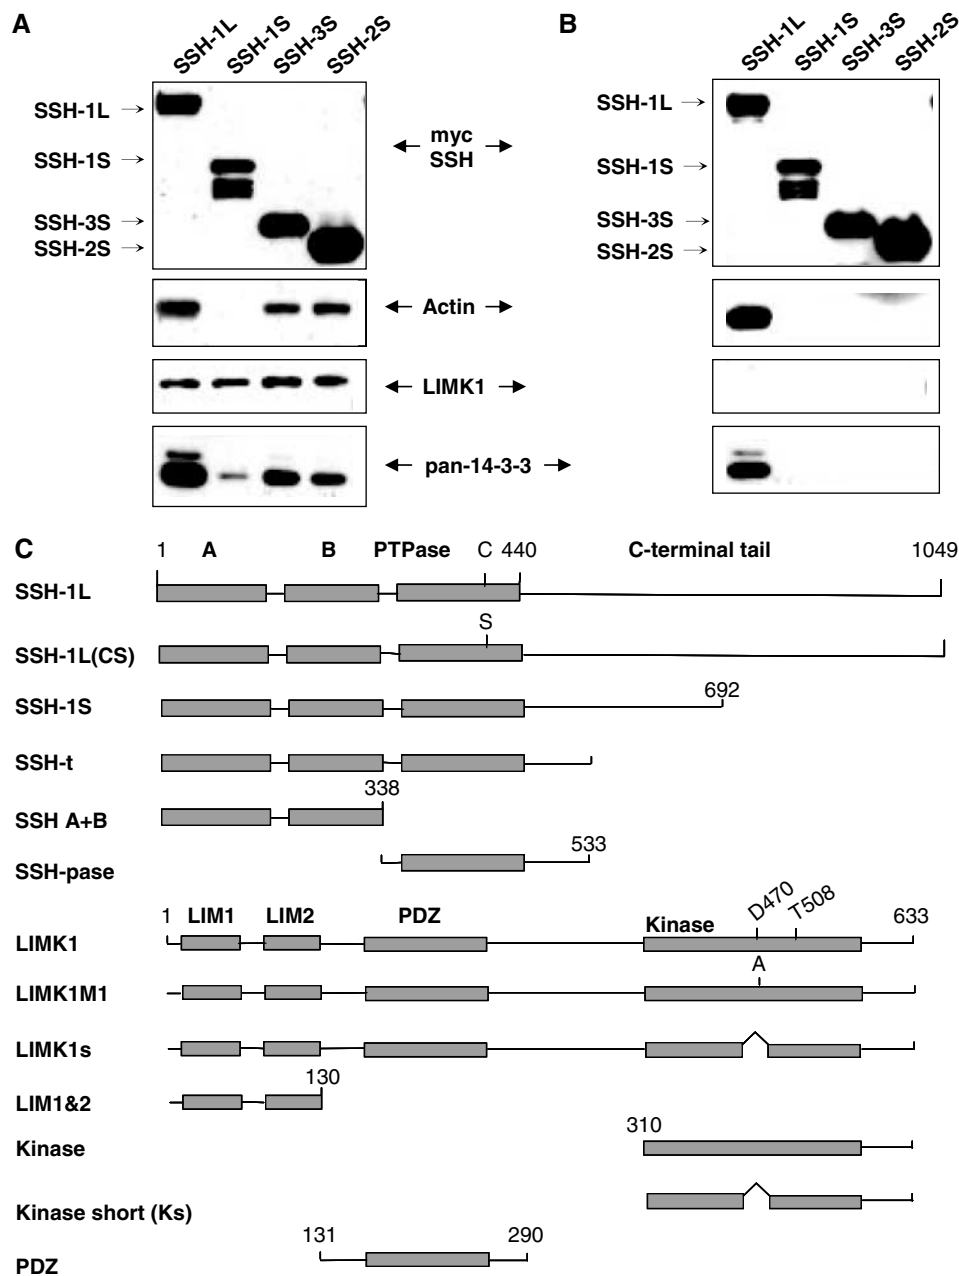 A
SSH-1L SSH-1S SSH-3S SSH-2S
B
SSH-1L SSH-1S SSH-3S SSH-2S
SSH-1L →
SSH-1S →
SSH-3S →
SSH-2S →
← myc SSH →
SSH-1L →
SSH-1S →
SSH-3S →
SSH-2S →
← Actin →
← LIMK1 →
← pan-14-3-3 →
C
1 A B PTPase C 440 C-terminal tail 1049
SSH-1L
S
SSH-1L(CS)
692
SSH-1S
SSH-t
338
SSH A+B
533
SSH-pase
1 LIM1 LIM2 PDZ Kinase D470 T508 633
LIMK1
A
LIMK1M1
LIMK1s
130
LIM1&2
310
Kinase
Kinase short (Ks)
131 290
PDZ